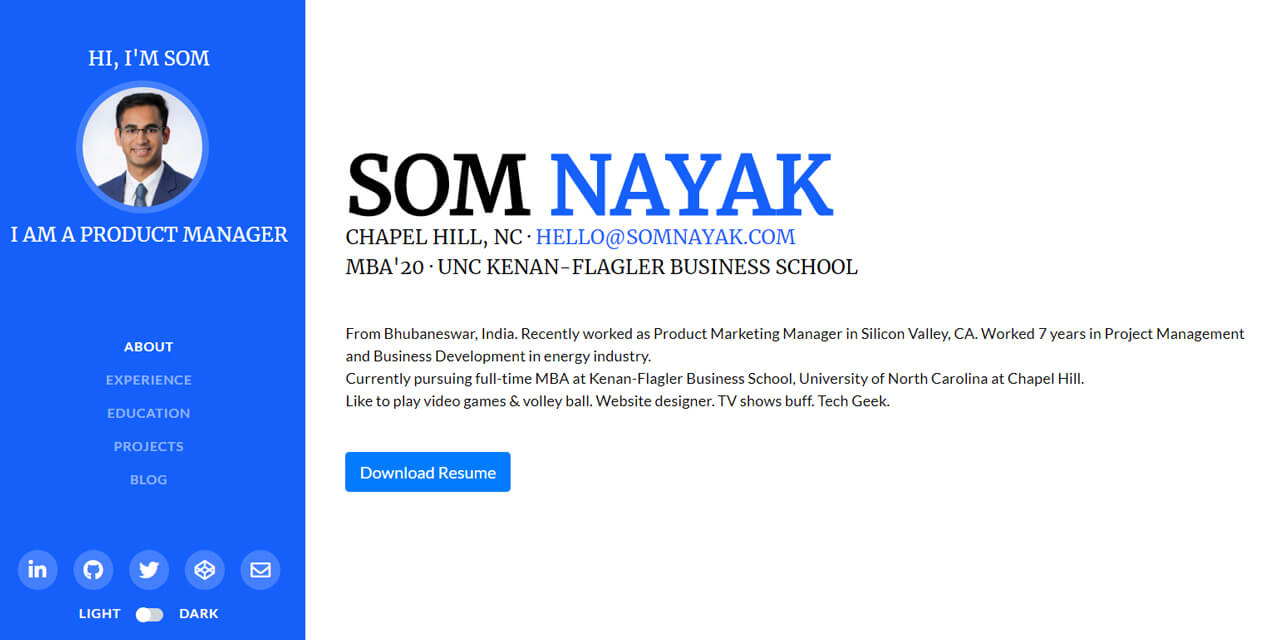 HI, I'M SOM
I AM A PRODUCT MANAGER
ABOUT
EXPERIENCE
EDUCATION
PROJECTS
BLOG
in
LIGHT DARK
SOM NAYAK
CHAPEL HILL, NC · HELLO@SOMNAYAK.COM
MBA'20 · UNC KENAN-FLAGLER BUSINESS SCHOOL
From Bhubaneswar, India. Recently worked as Product Marketing Manager in Silicon Valley, CA. Worked 7 years in Project Management
and Business Development in energy industry.
Currently pursuing full-time MBA at Kenan-Flagler Business School, University of North Carolina at Chapel Hill.
Like to play video games & volley ball. Website designer. TV shows buff. Tech Geek.
Download Resume